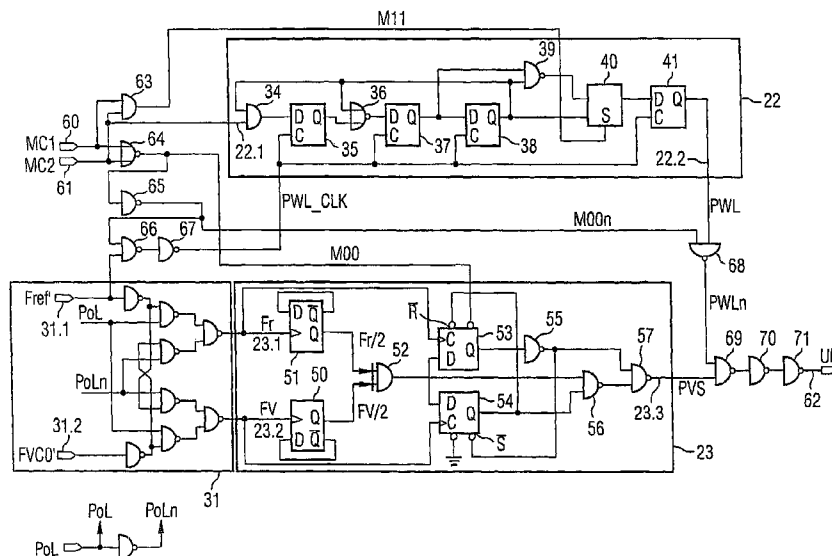 M11
39
40
41
63
34
36
22
60
MC1
MC2
61
64
D Q
C
35
D Q
C
37
D Q
C
38
S
D Q
C
22.1
22.2
65
PWL_CLK
PWL
M00n
66
67
M00
68
PWLn
Fref'
31.1
PoL
PoLn
31.2
FVCO'
31
Fr
23.1
D Q̅
Q
51
Fr/2
50
FV
23.2
Q
D Q̅
FV/2
52
R̅
C
D
Q
53
55
57
D
C
Q
54
S̅
56
PVS
23.3
23
69
70
71
62
PoL
PoLn
PoL